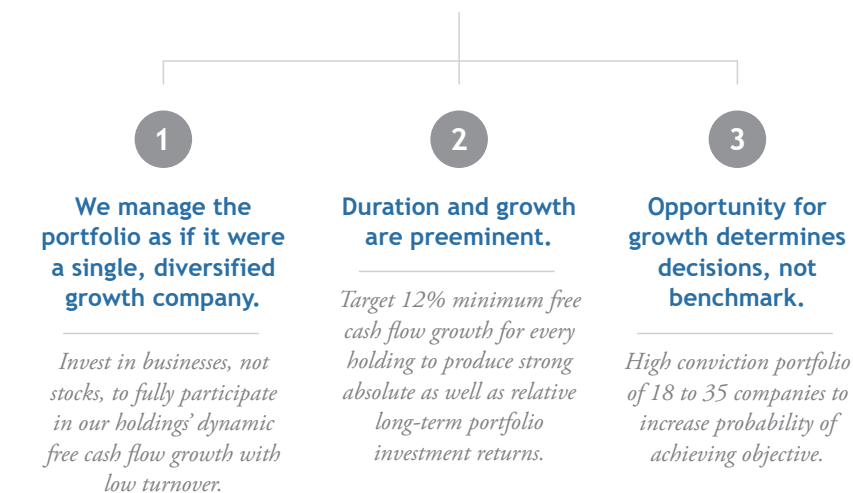 1
We manage the
portfolio as if it were
a single, diversified
growth company.
Invest in businesses, not
stocks, to fully participate
in our holdings’ dynamic
free cash flow growth with
low turnover.
2
Duration and growth
are preeminent.
Target 12% minimum free
cash flow growth for every
holding to produce strong
absolute as well as relative
long-term portfolio
investment returns.
3
Opportunity for
growth determines
decisions, not
benchmark.
High conviction portfolio
of 18 to 35 companies to
increase probability of
achieving objective.